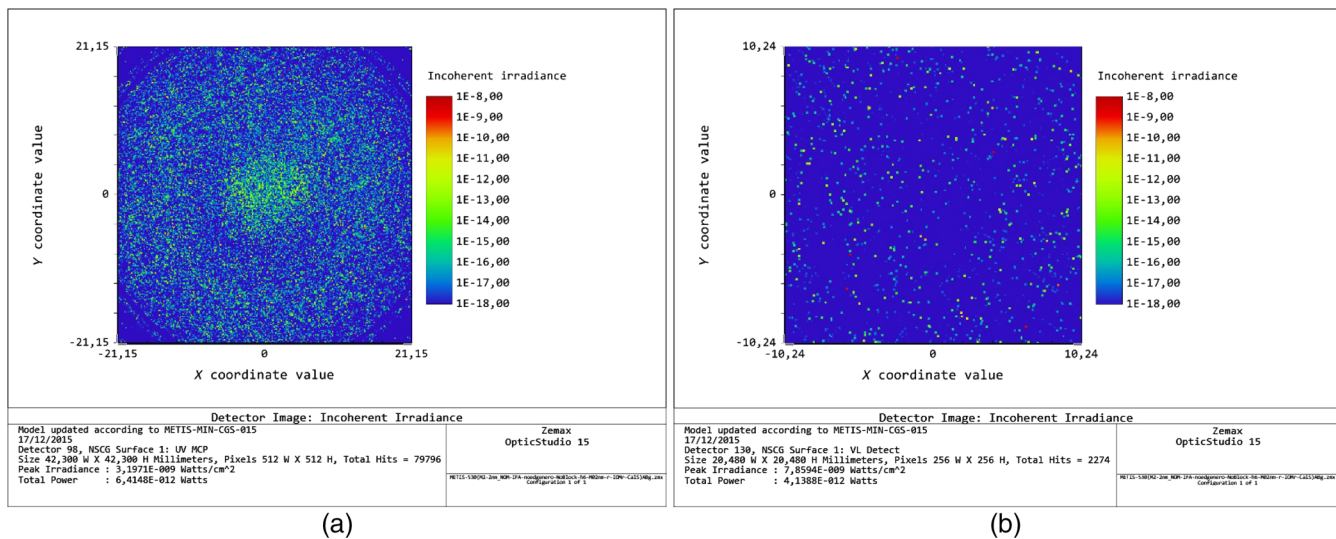 21,15
0
-21,15
Y coordinate value
-21,15 0 21,15
X coordinate value
Incoherent irradiance
1E-8,00
1E-9,00
1E-10,00
1E-11,00
1E-12,00
1E-13,00
1E-14,00
1E-15,00
1E-16,00
1E-17,00
1E-18,00
Detector Image: Incoherent Irradiance
Model updated according to METIS-MIN-CGS-015
17/12/2015
Detector 98, NSCG Surface 1: UV MCP
Size 42,300 W X 42,300 H Millimeters, Pixels 512 W X 512 H, Total Hits = 79796
Peak Irradiance : 3,1971E-009 Watts/cm^2
Total Power : 6,4148E-012 Watts
Zemax
OpticStudio 15
Configuration 1 of 1
(a)
10,24
0
-10,24
Y coordinate value
-10,24 0 10,24
X coordinate value
Incoherent irradiance
1E-8,00
1E-9,00
1E-10,00
1E-11,00
1E-12,00
1E-13,00
1E-14,00
1E-15,00
1E-16,00
1E-17,00
1E-18,00
Detector Image: Incoherent Irradiance
Model updated according to METIS-MIN-CGS-015
17/12/2015
Detector 130, NSCG Surface 1: VL Detect
Size 20,480 W X 20,480 H Millimeters, Pixels 256 W X 256 H, Total Hits = 2274
Peak Irradiance : 7,8594E-009 Watts/cm^2
Total Power : 4,1388E-012 Watts
Zemax
OpticStudio 15
Configuration 1 of 1
(b)